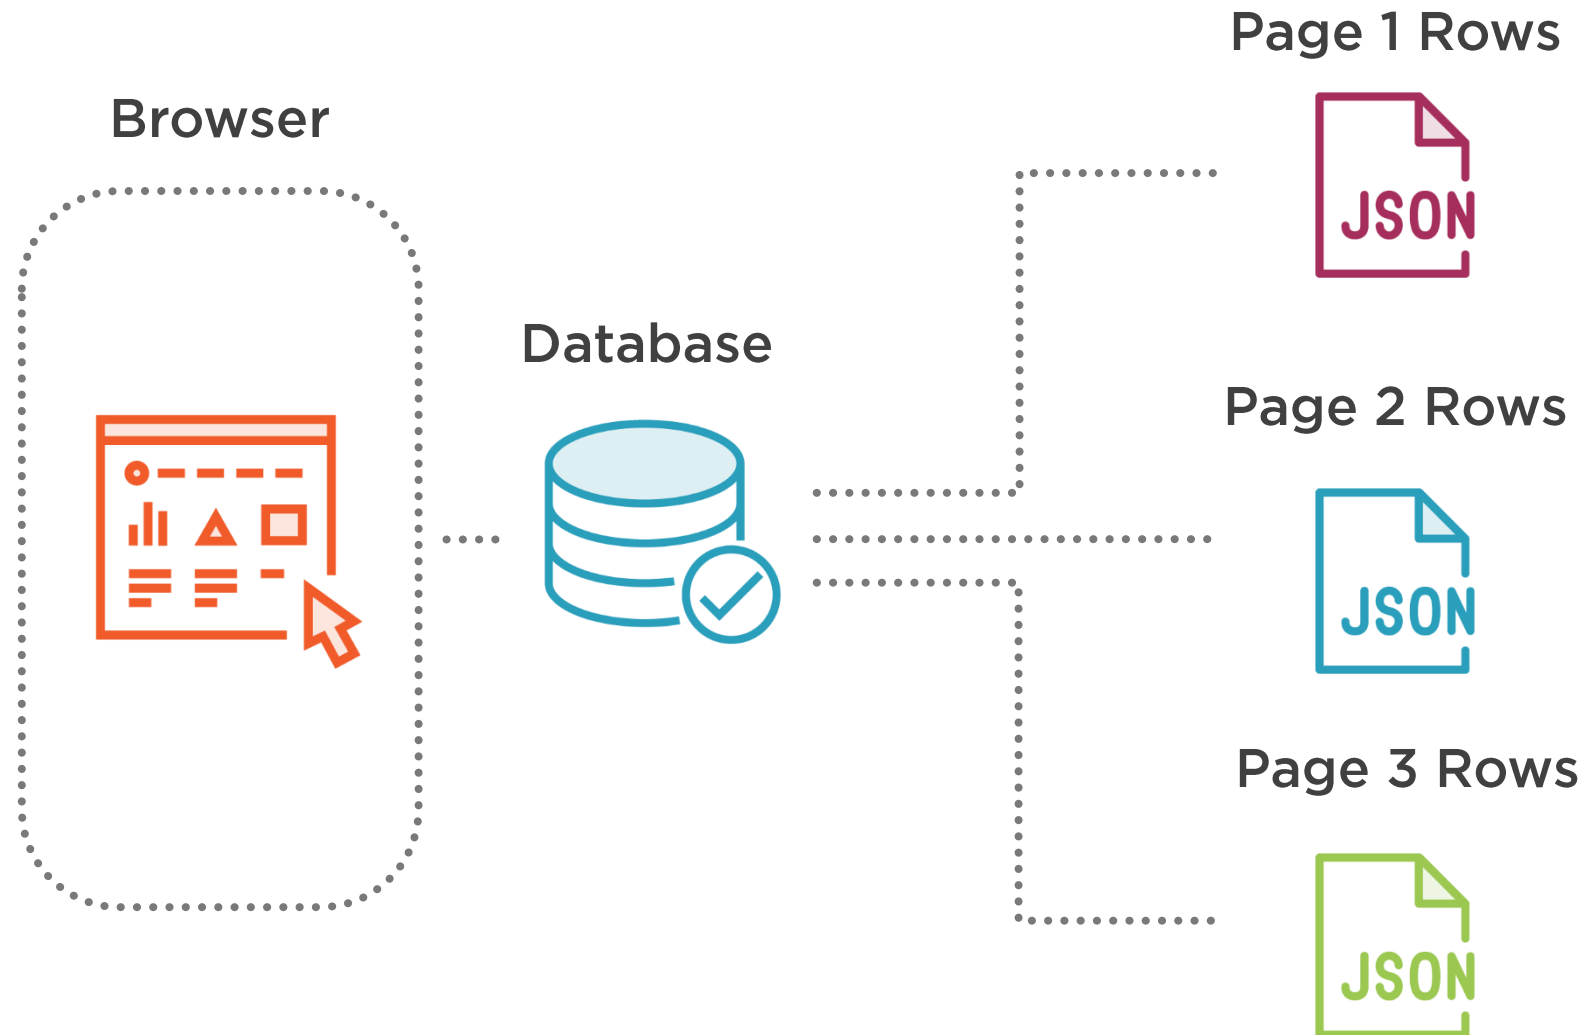 Browser
Database
Page 1 Rows
JSON
Page 2 Rows
JSON
Page 3 Rows
JSON